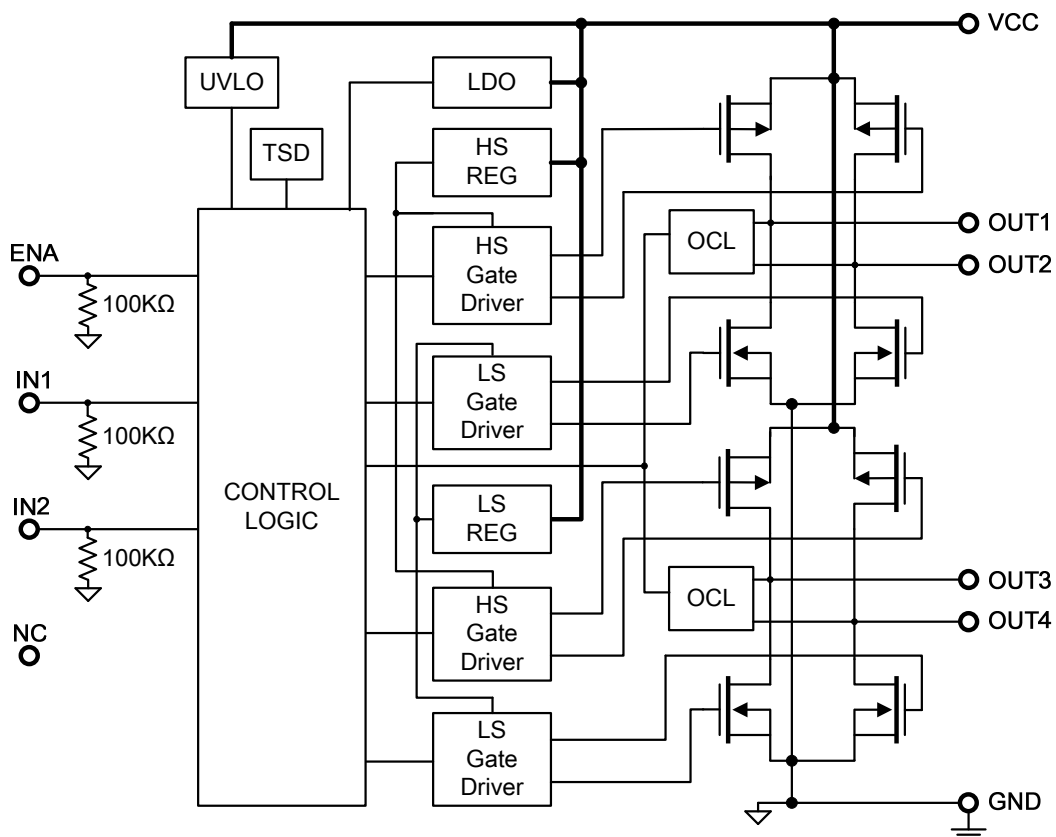 VCC
UVLO
LDO
TSD
HS
REG
HS
Gate
Driver
OCL
OUT1
OUT2
ENA
100KΩ
LS
Gate
Driver
IN1
100KΩ
CONTROL
LOGIC
LS
REG
IN2
100KΩ
HS
Gate
Driver
OCL
OUT3
OUT4
NC
LS
Gate
Driver
GND